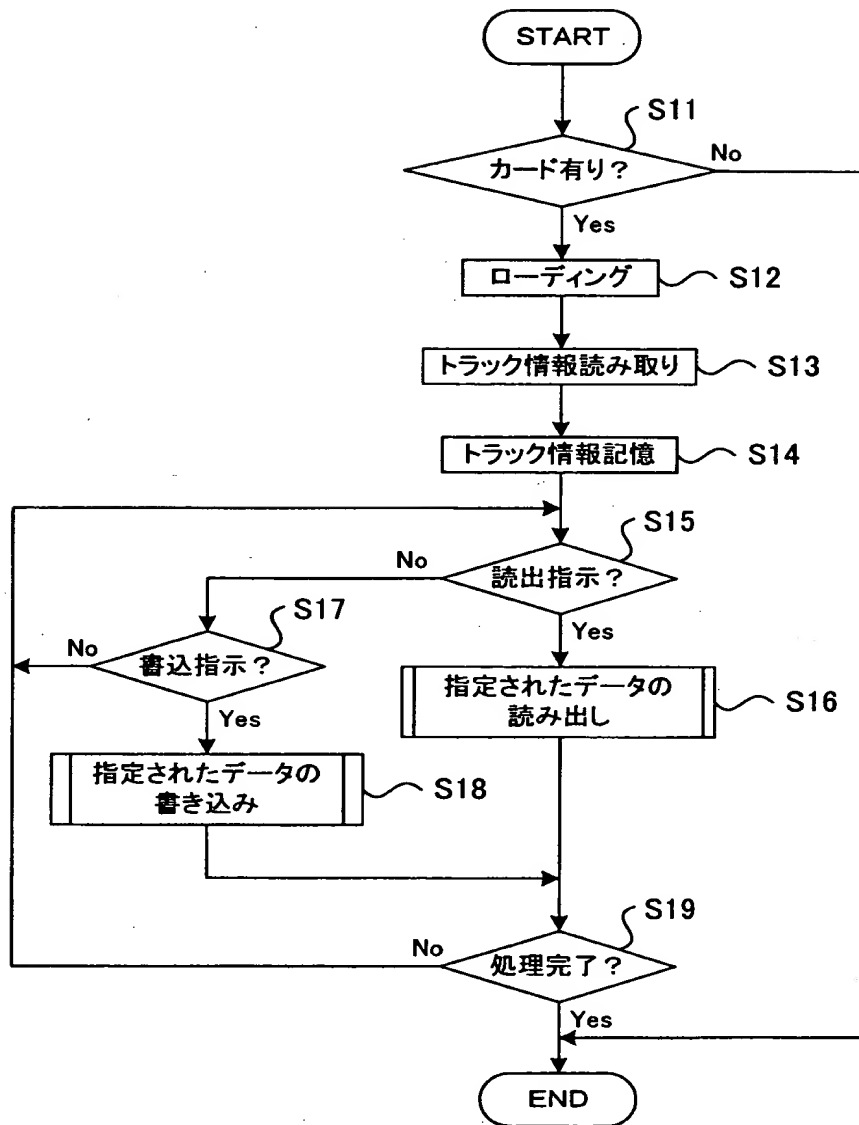 START
S11
カード有り?
No
Yes
ローディング
S12
トラック情報読み取り
S13
トラック情報記憶
S14
S15
No
読出指示?
S17
Yes
No
書込指示?
指定されたデータの
読み出し
S16
Yes
指定されたデータの
書き込み
S18
S19
No
処理完了?
Yes
END